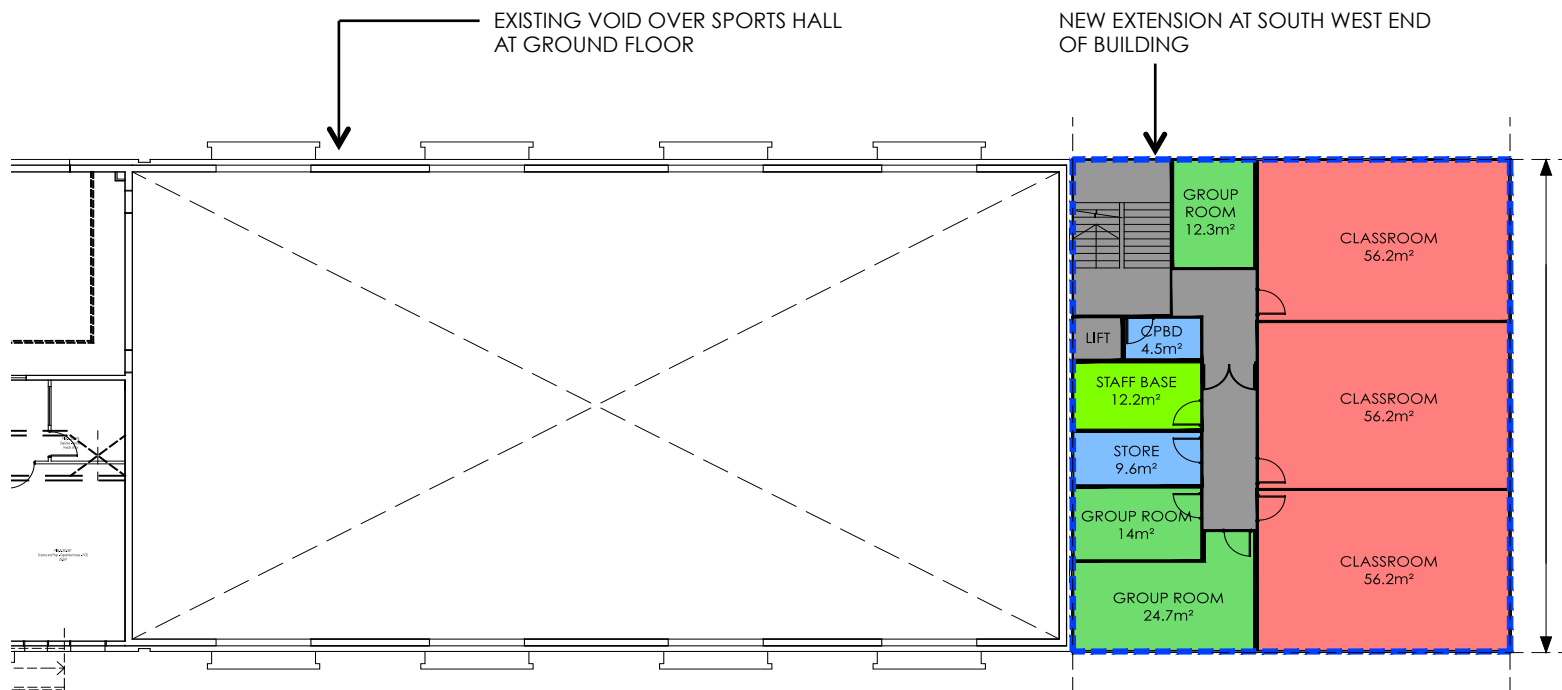 EXISTING VOID OVER SPORTS HALL
AT GROUND FLOOR
NEW EXTENSION AT SOUTH WEST END
OF BUILDING
GROUP
ROOM
12.3m²
CLASSROOM
56.2m²
LIFT
CPBD
4.5m²
STAFF BASE
12.2m²
CLASSROOM
56.2m²
STORE
9.6m²
GROUP ROOM
14m²
CLASSROOM
56.2m²
GROUP ROOM
24.7m²